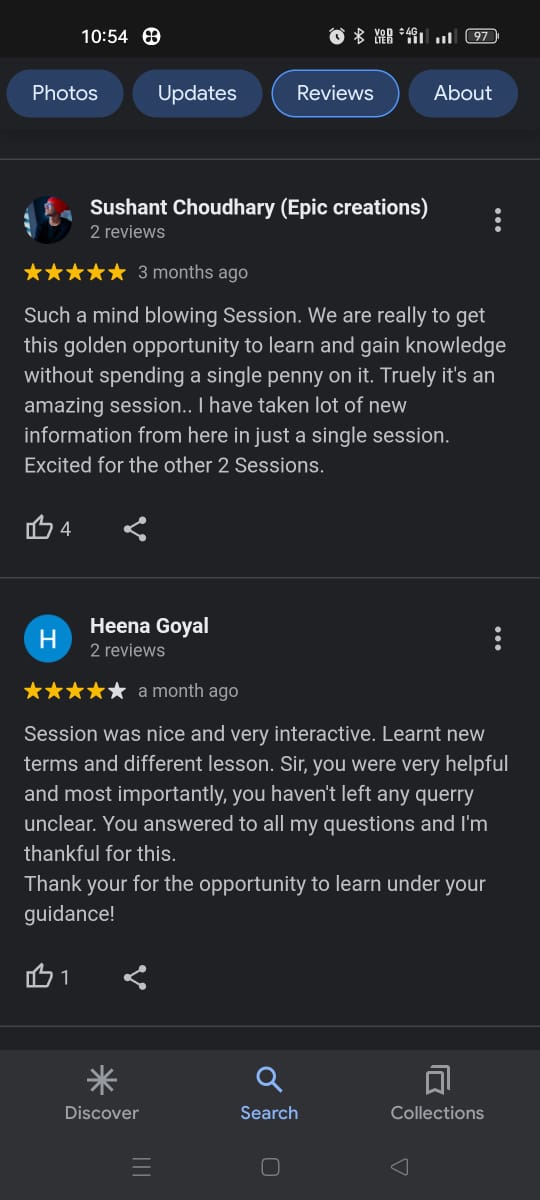 10:54
VoD LTE2 4G 97
Photos Updates Reviews About
Sushant Choudhary (Epic creations)
2 reviews
3 months ago
Such a mind blowing Session. We are really to get
this golden opportunity to learn and gain knowledge
without spending a single penny on it. Truely it's an
amazing session.. I have taken lot of new
information from here in just a single session.
Excited for the other 2 Sessions.
4
H
Heena Goyal
2 reviews
a month ago
Session was nice and very interactive. Learnt new
terms and different lesson. Sir, you were very helpful
and most importantly, you haven't left any querry
unclear. You answered to all my questions and I'm
thankful for this.
Thank your for the opportunity to learn under your
guidance!
1
Discover Search Collections